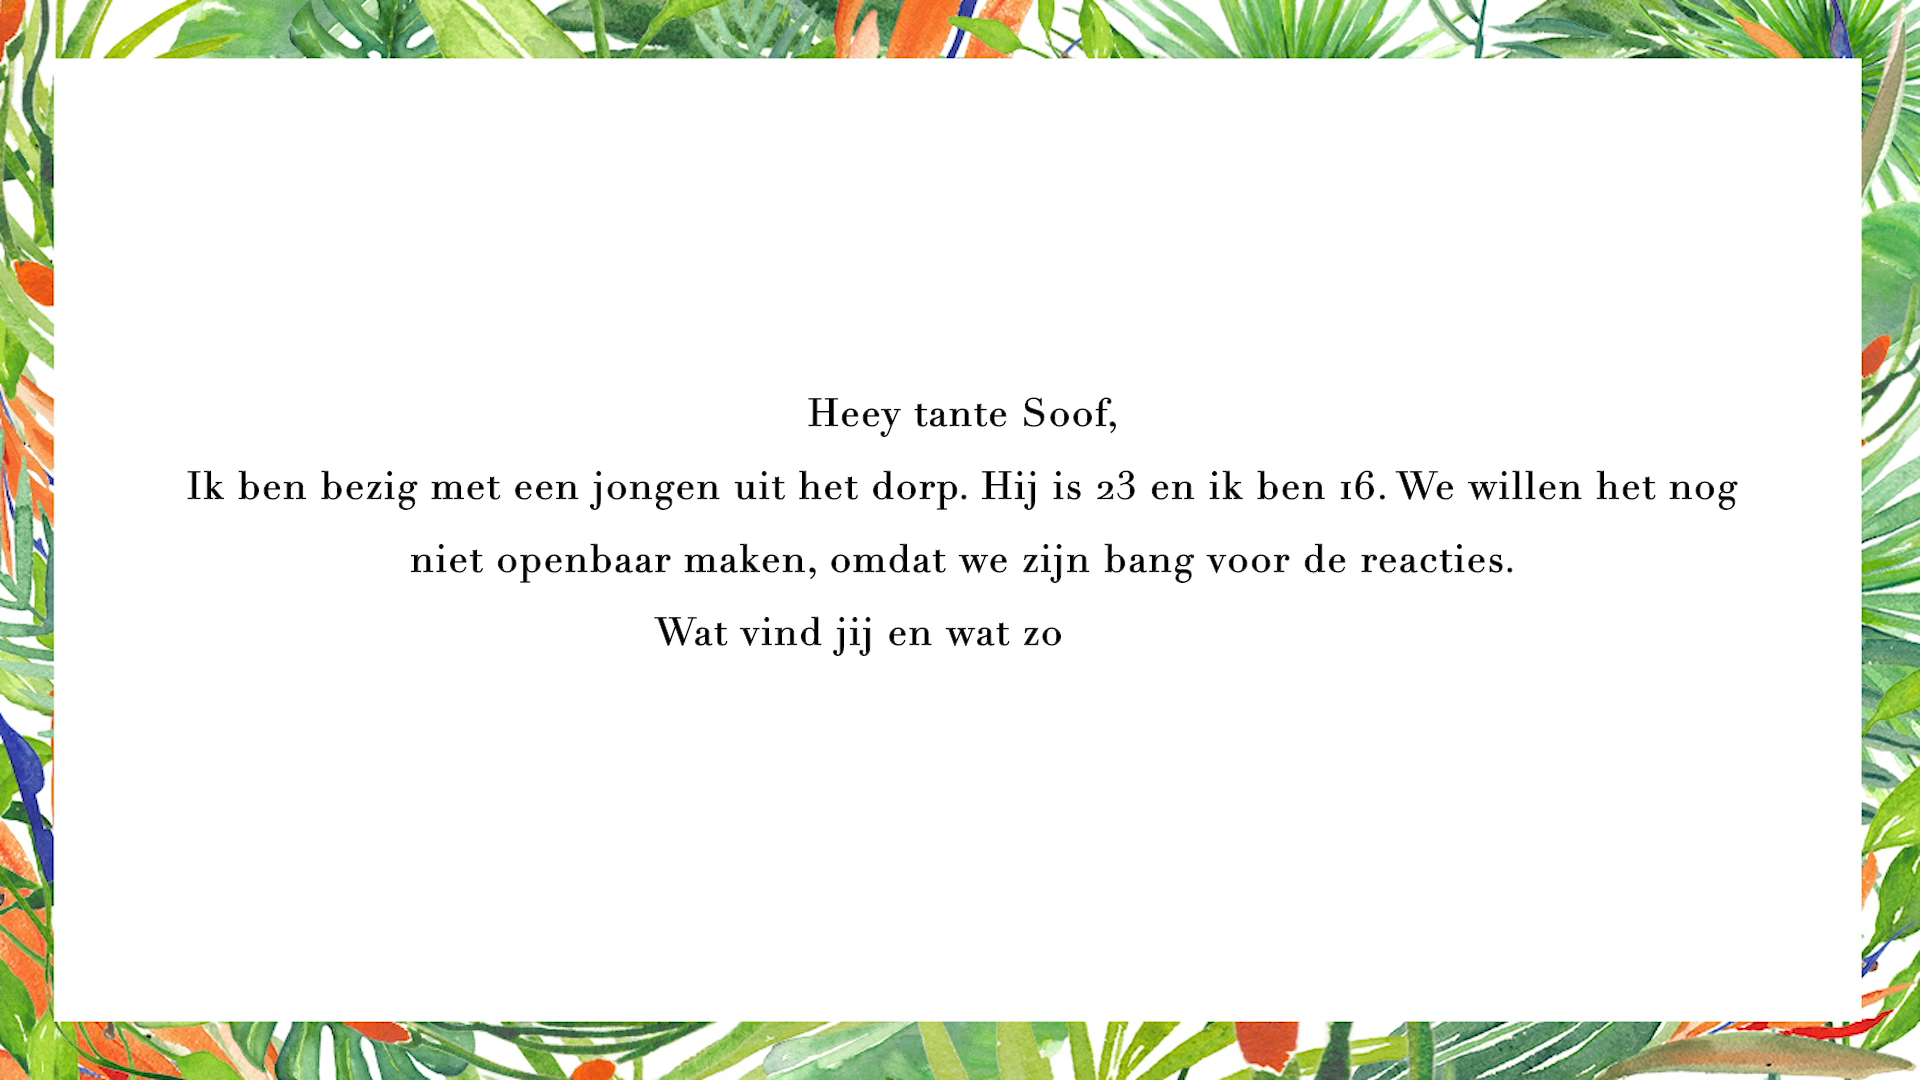 Heey tante Soof,
Ik ben bezig met een jongen uit het dorp. Hij is 23 en ik ben 16. We willen het nog
niet openbaar maken, omdat we zijn bang voor de reacties.
Wat vind jij en wat zo